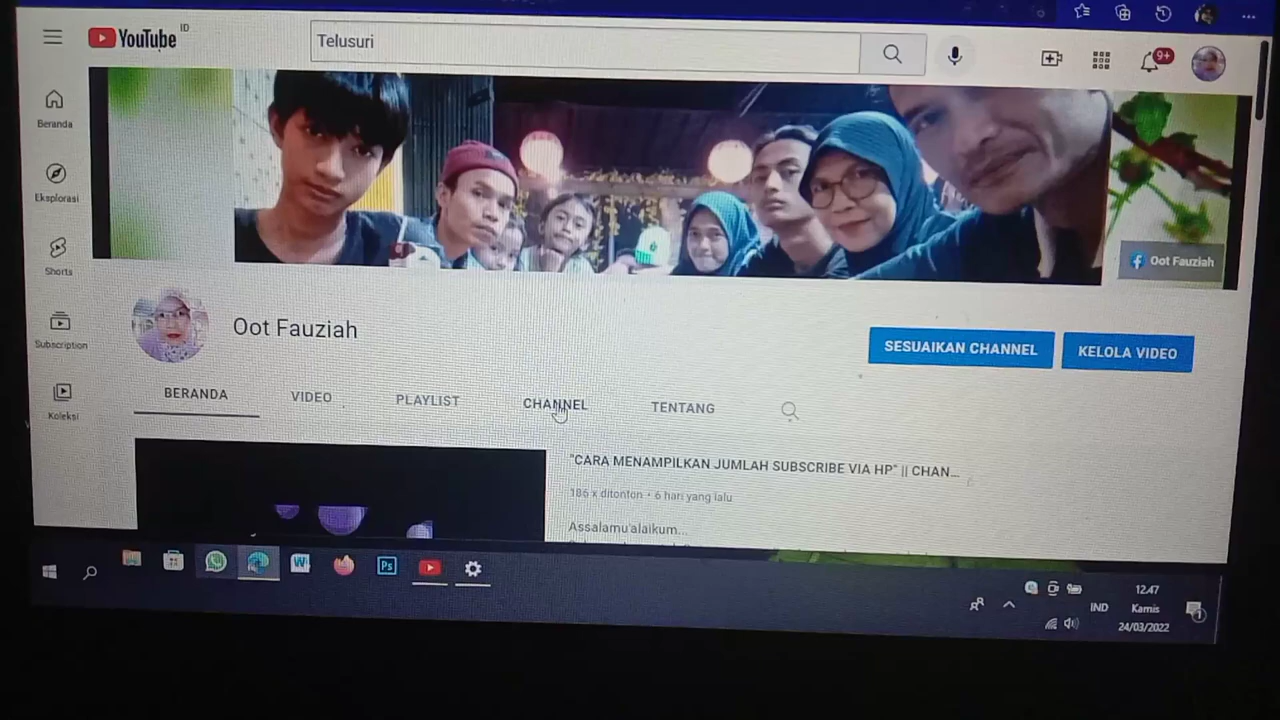 YouTube ID
Telusuri
9+
Beranda
Eksplorasi
Shorts
Subscription
Koleksi
Oot Fauziah
Oot Fauziah
SESUAIKAN CHANNEL
KELOLA VIDEO
BERANDA VIDEO PLAYLIST CHANNEL TENTANG
"CARA MENAMPILKAN JUMLAH SUBSCRIBE VIA HP" || CHAN...
186 x ditonton • 6 hari yang lalu
Assalamu'alaikum...
W
Ps
IND
12.47
Kamis
24/03/2022
1